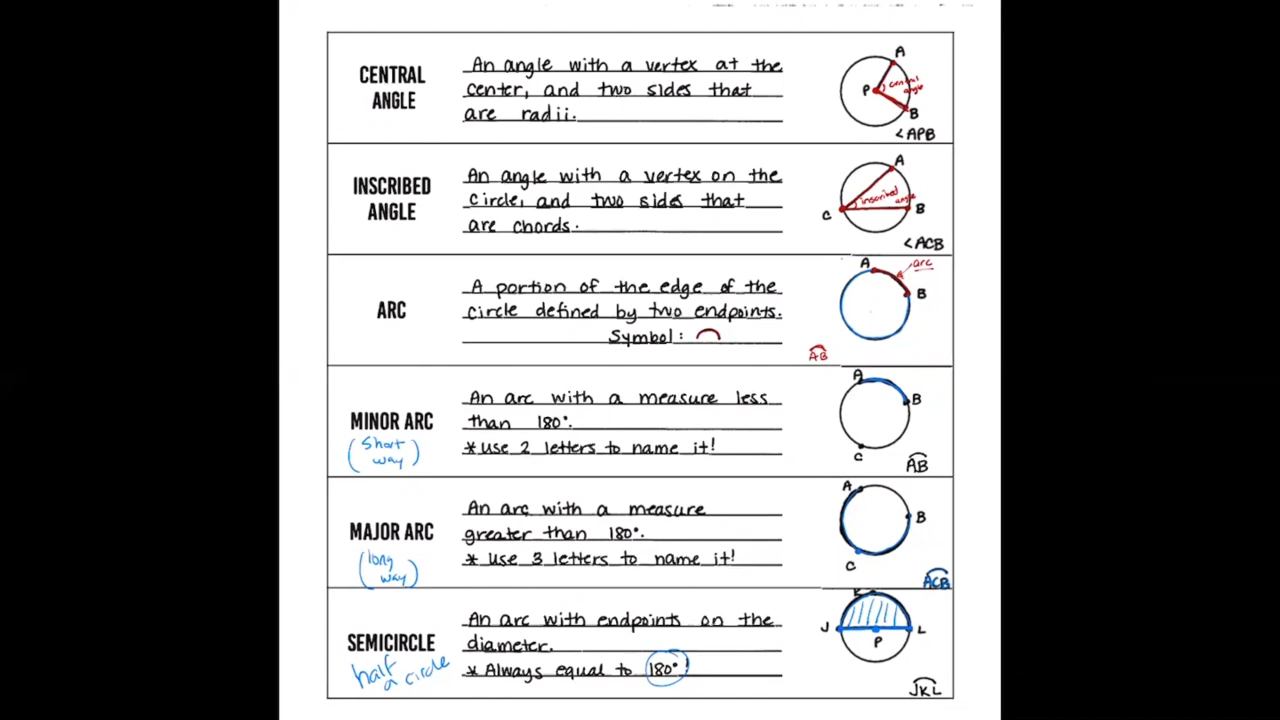 CENTRAL
ANGLE
An angle with a vertex at the
center, and two sides that
are radii.
A
P
central
angle
B
<APB
INSCRIBED
ANGLE
An angle with a vertex on the
circle, and two sides that
are chords.
A
inscribed
angle
C
B
<ACB
ARC
A portion of the edge of the
circle defined by two endpoints.
Symbol: ⌒
A
arc
B
AB
MINOR ARC
(short
way)
An arc with a measure less
than 180°.
*Use 2 letters to name it!
A
B
C
AB
MAJOR ARC
(long
way)
An arc with a measure
greater than 180°.
* Use 3 letters to name it!
A
B
C
ACB
SEMICIRCLE
half
a circle
An arc with endpoints on the
diameter.
* Always equal to 180°!
K
J
L
P
JKL